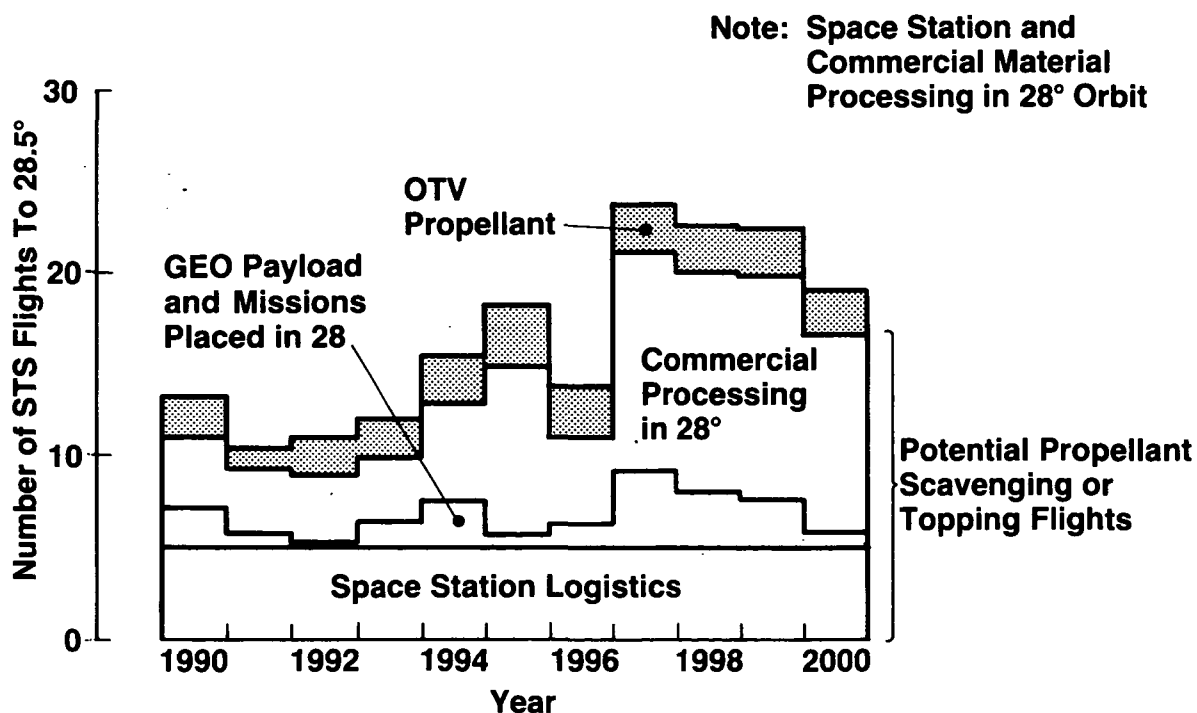 Note: Space Station and
Commercial Material
Processing in 28° Orbit
Number of STS Flights To 28.5°
30
20
10
0
OTV
Propellant
GEO Payload
and Missions
Placed in 28
Commercial
Processing
in 28°
Potential Propellant
Scavenging or
Topping Flights
Space Station Logistics
1990 1992 1994 1996 1998 2000
Year